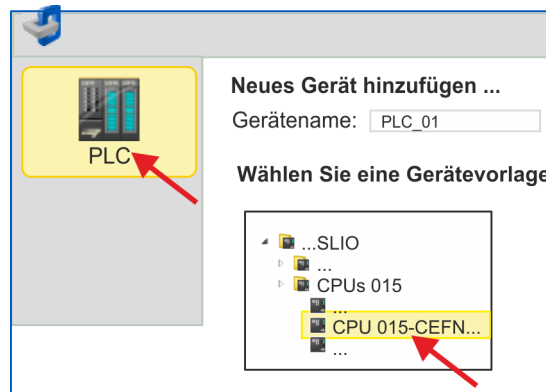 Neues Gerät hinzufügen ...
Gerätename: PLC_01
PLC
Wählen Sie eine Gerätevorlage
...SLIO
...
CPUs 015
...
CPU 015-CEFN...
...